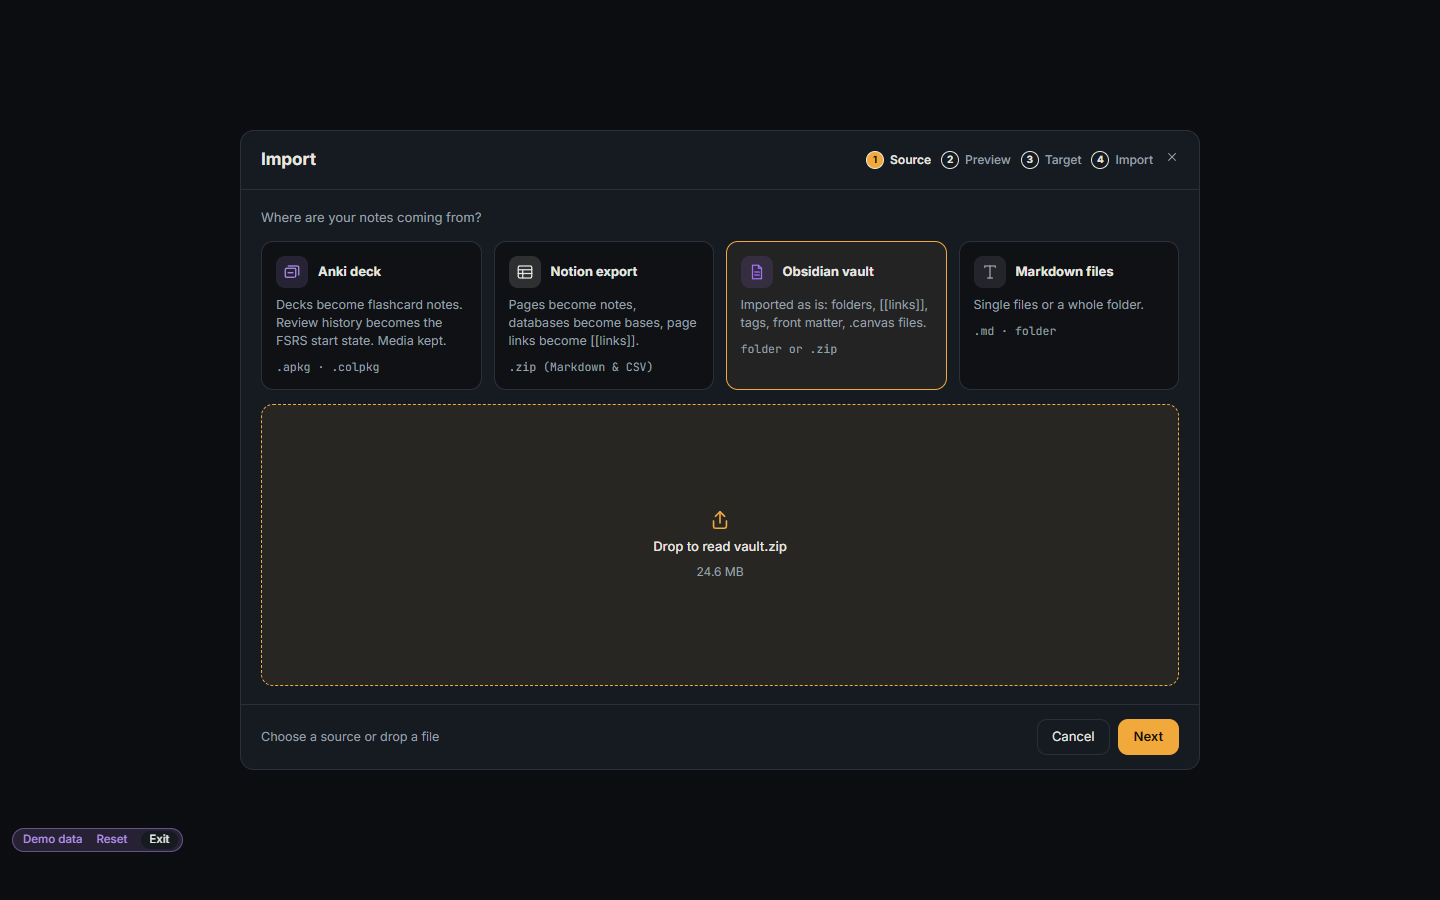 Import
1 Source 2 Preview 3 Target 4 Import
Where are your notes coming from?
Anki deck
Decks become flashcard notes.
Review history becomes the
FSRS start state. Media kept.
.apkg · .colpkg
Notion export
Pages become notes,
databases become bases, page
links become [[links]].
.zip (Markdown & CSV)
Obsidian vault
Imported as is: folders, [[links]],
tags, front matter, .canvas files.
folder or .zip
Markdown files
Single files or a whole folder.
.md · folder
Drop to read vault.zip
24.6 MB
Choose a source or drop a file
Cancel
Next
Demo data Reset Exit